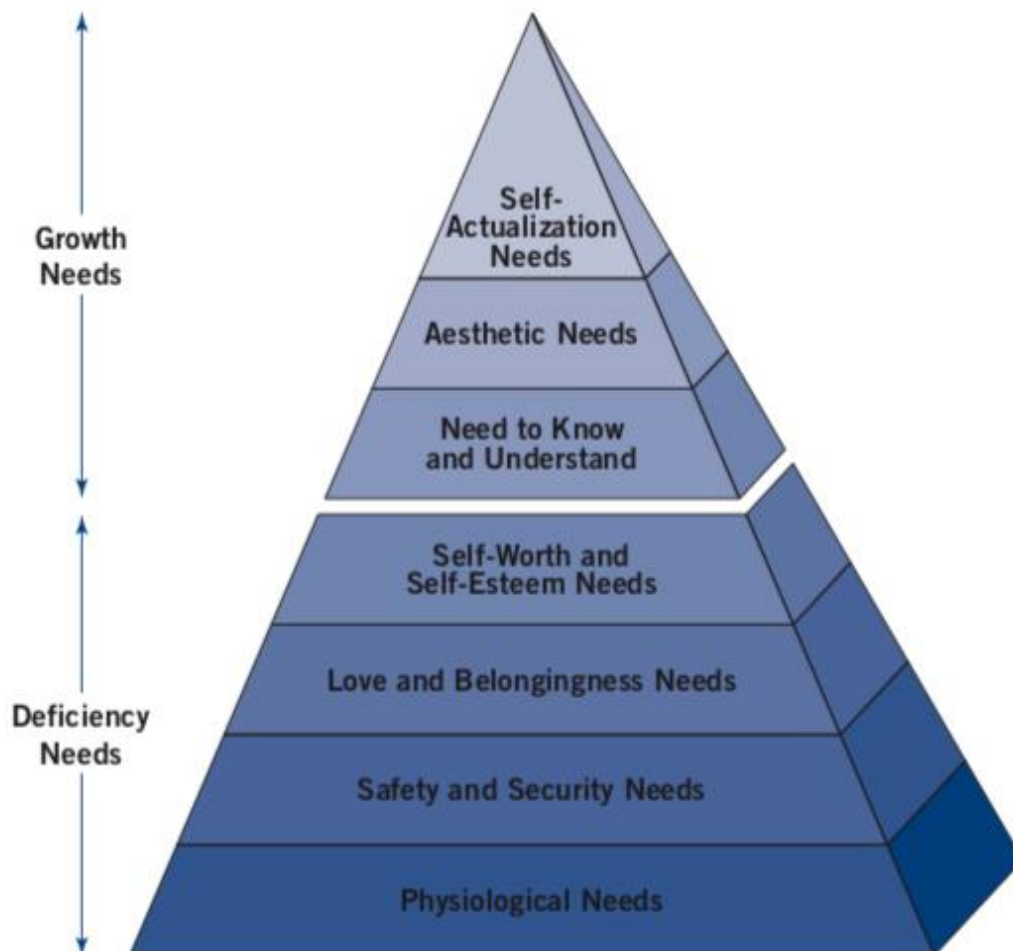 Growth
Needs
Self-
Actualization
Needs
Aesthetic Needs
Need to Know
and Understand
Deficiency
Needs
Self-Worth and
Self-Esteem Needs
Love and Belongingness Needs
Safety and Security Needs
Physiological Needs